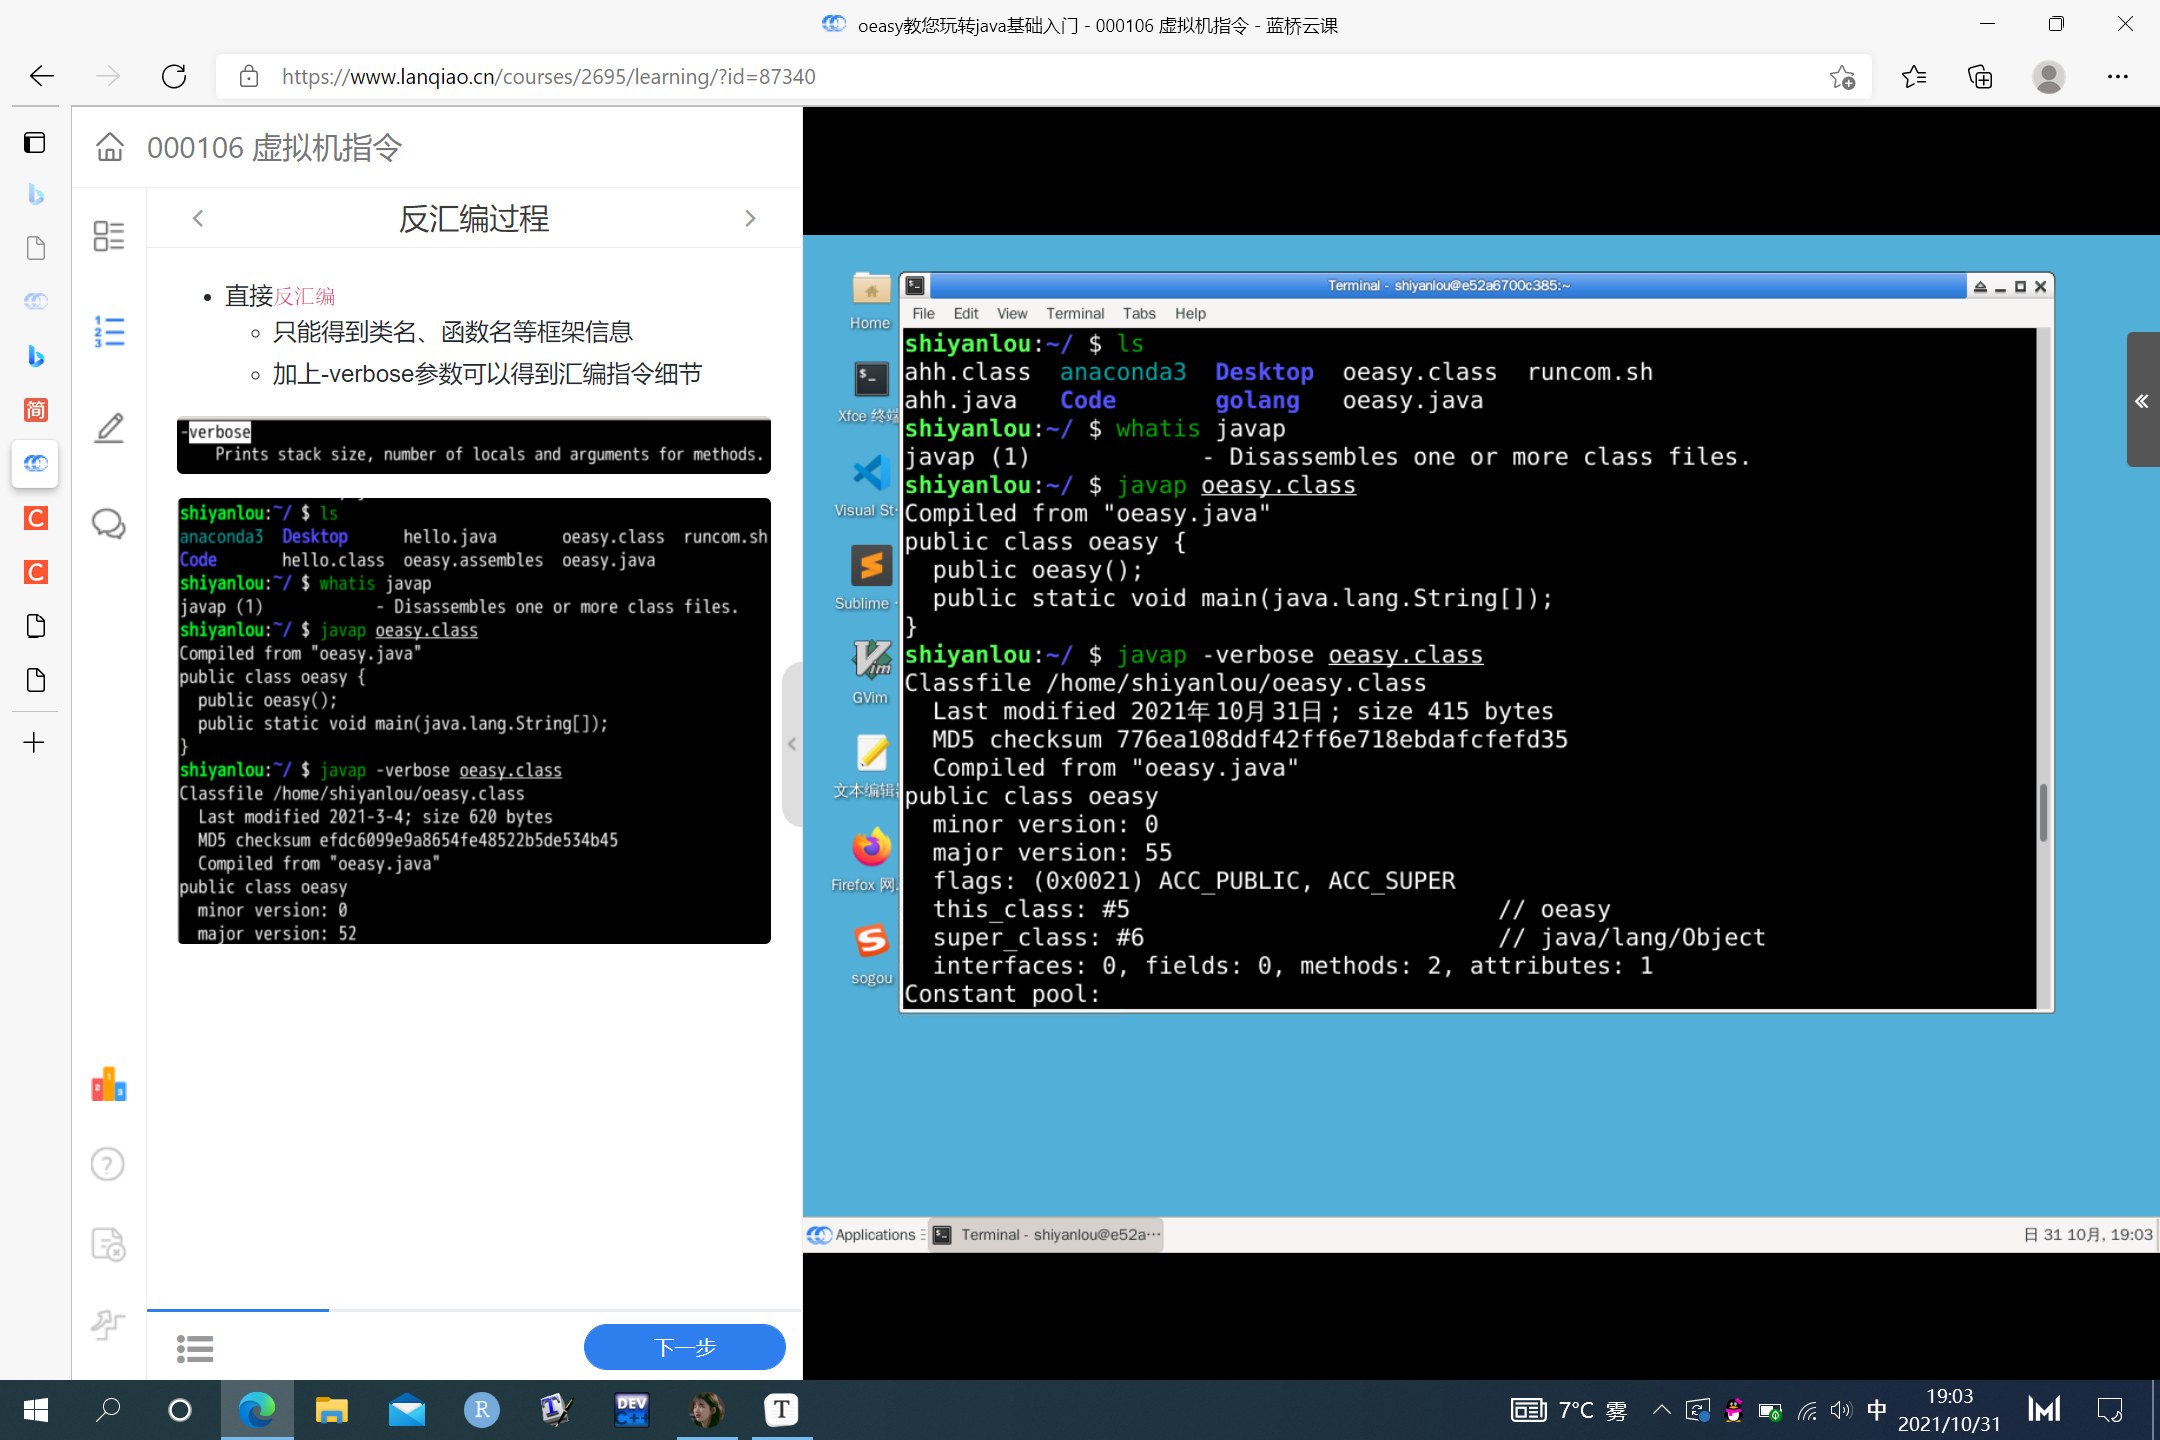 oeasy教您玩转java基础入门 - 000106 虚拟机指令 - 蓝桥云课
https://www.lanqiao.cn/courses/2695/learning/?id=87340
000106 虚拟机指令
反汇编过程
直接反汇编
只能得到类名、函数名等框架信息
加上-verbose参数可以得到汇编指令细节
-verbose
Prints stack size, number of locals and arguments for methods.
shiyanlou:~/ $ ls
anaconda3 Desktop hello.java oeasy.class runcom.sh
Code hello.class oeasy.assembles oeasy.java
shiyanlou:~/ $ whatis javap
javap (1) - Disassembles one or more class files.
shiyanlou:~/ $ javap oeasy.class
Compiled from "oeasy.java"
public class oeasy {
public oeasy();
public static void main(java.lang.String[]);
}
shiyanlou:~/ $ javap -verbose oeasy.class
Classfile /home/shiyanlou/oeasy.class
Last modified 2021-3-4; size 620 bytes
MD5 checksum efdc6099e9a8654fe48522b5de534b45
Compiled from "oeasy.java"
public class oeasy
minor version: 0
major version: 52
下一步
简
C
C
Home
Xfce 终端
Visual St
Sublime
GVim
文本编辑
Firefox 网
sogou
Terminal - shiyanlou@e52a6700c385:~
File Edit View Terminal Tabs Help
shiyanlou:~/ $ ls
ahh.class anaconda3 Desktop oeasy.class runcom.sh
ahh.java Code golang oeasy.java
shiyanlou:~/ $ whatis javap
javap (1) - Disassembles one or more class files.
shiyanlou:~/ $ javap oeasy.class
Compiled from "oeasy.java"
public class oeasy {
public oeasy();
public static void main(java.lang.String[]);
}
shiyanlou:~/ $ javap -verbose oeasy.class
Classfile /home/shiyanlou/oeasy.class
Last modified 2021年10月31日; size 415 bytes
MD5 checksum 776ea108ddf42ff6e718ebdafcfefd35
Compiled from "oeasy.java"
public class oeasy
minor version: 0
major version: 55
flags: (0x0021) ACC_PUBLIC, ACC_SUPER
this_class: #5 // oeasy
super_class: #6 // java/lang/Object
interfaces: 0, fields: 0, methods: 2, attributes: 1
Constant pool:
Applications
Terminal - shiyanlou@e52a···
日 31 10月, 19:03
R
DEV C++
T
7°C 雾
中
19:03
2021/10/31